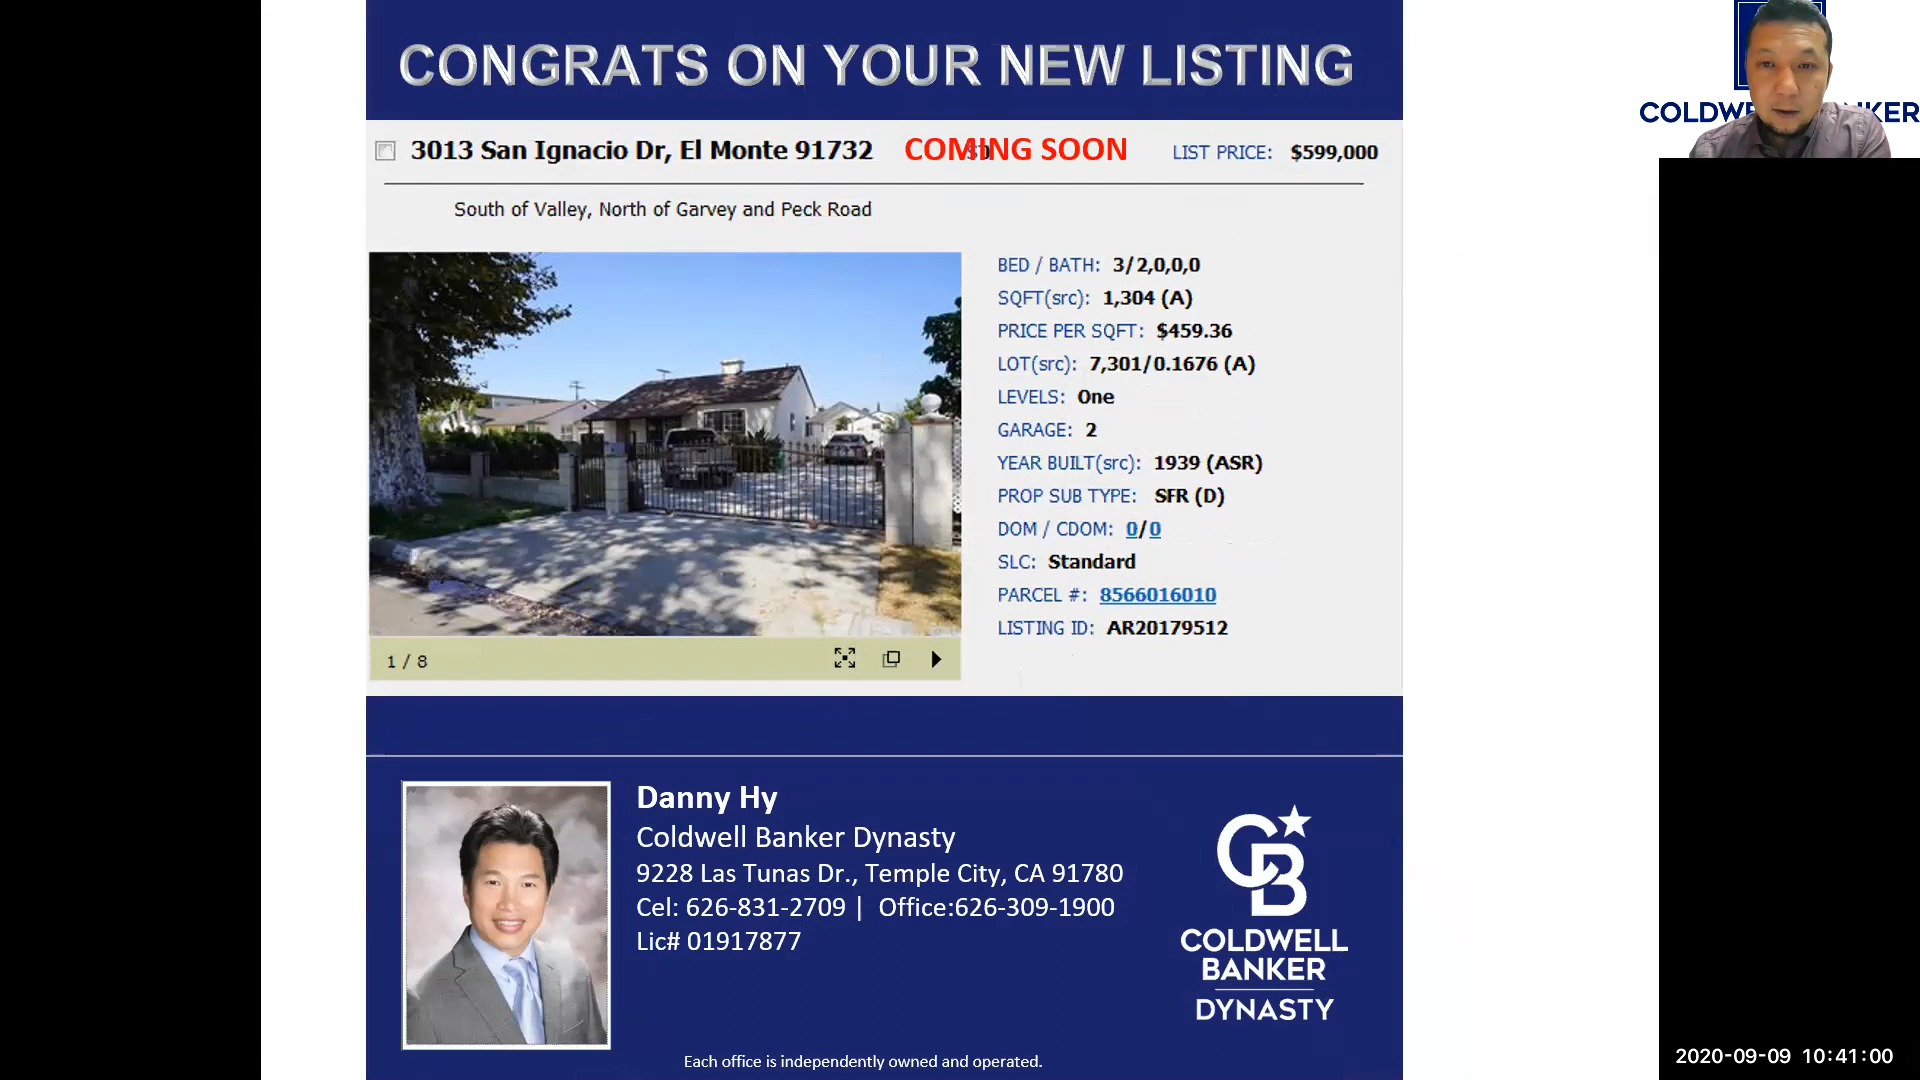 CONGRATS ON YOUR NEW LISTING
3013 San Ignacio Dr, El Monte 91732 COMING SOON LIST PRICE: $599,000
South of Valley, North of Garvey and Peck Road
BED / BATH: 3/2,0,0,0
SQFT(src): 1,304 (A)
PRICE PER SQFT: $459.36
LOT(src): 7,301/0.1676 (A)
LEVELS: One
GARAGE: 2
YEAR BUILT(src): 1939 (ASR)
PROP SUB TYPE: SFR (D)
DOM / CDOM: 0/0
SLC: Standard
PARCEL #: 8566016010
LISTING ID: AR20179512
1 / 8
Danny Hy
Coldwell Banker Dynasty
9228 Las Tunas Dr., Temple City, CA 91780
Cel: 626-831-2709 | Office:626-309-1900
Lic# 01917877
CB
COLDWELL
BANKER
DYNASTY
Each office is independently owned and operated.
2020-09-09 10:41:00